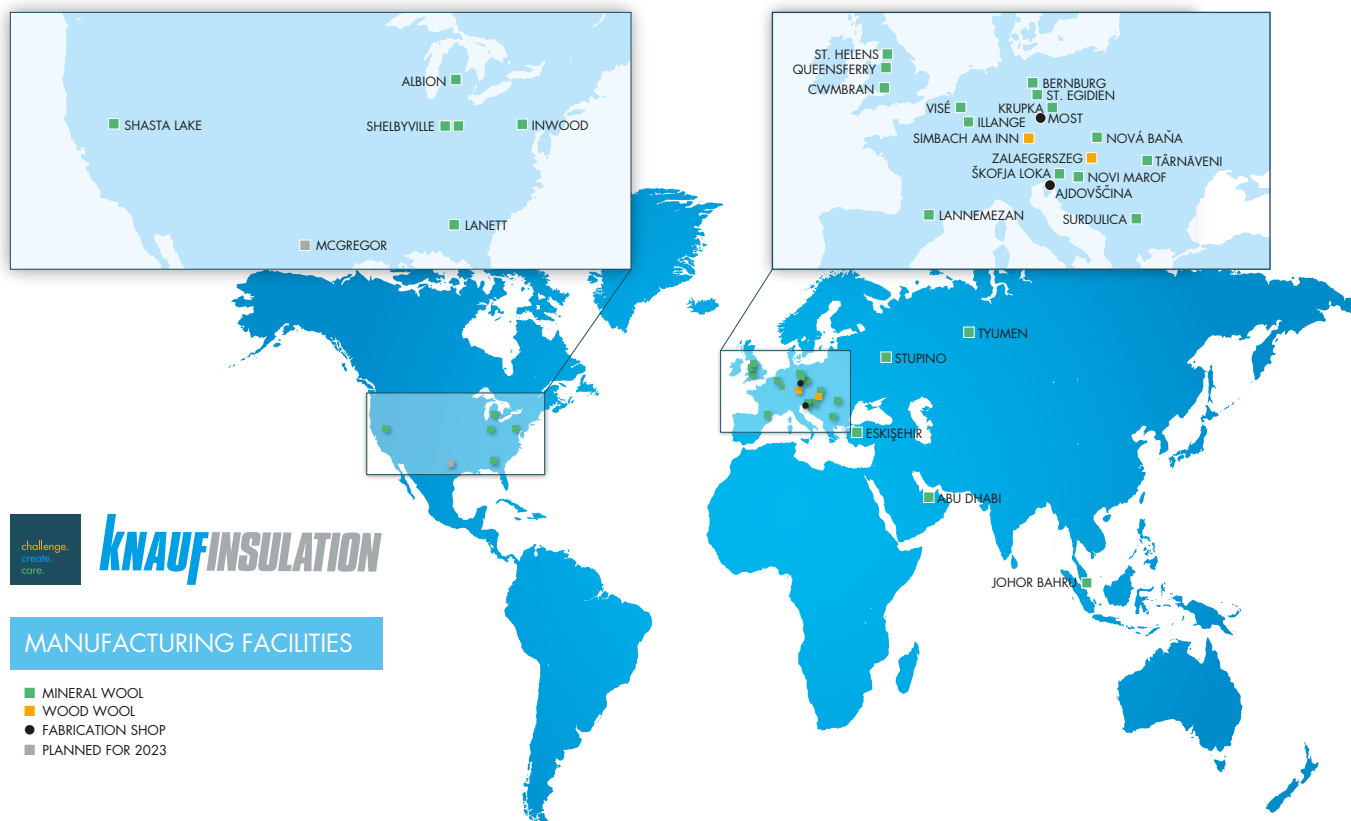 ALBION
SHASTA LAKE
SHELBYVILLE
INWOOD
LANETT
MCGREGOR
ST. HELENS
QUEENSFERRY
CWMBRAN
BERNBURG
ST. EGIDIEN
VISÉ
KRUPKA
ILLANGE
MOST
SIMBACH AM INN
NOVÁ BAŇA
ZALAEGERSZEG
TÂRNĂVENI
ŠKOFJA LOKA
NOVI MAROF
AJDOVŠČINA
LANNEMEZAN
SURDULICA
TYUMEN
STUPINO
ESKIŞEHIR
ABU DHABI
JOHOR BAHRU
challenge.
create.
care.
KNAUFINSULATION
MANUFACTURING FACILITIES
MINERAL WOOL
WOOD WOOL
FABRICATION SHOP
PLANNED FOR 2023